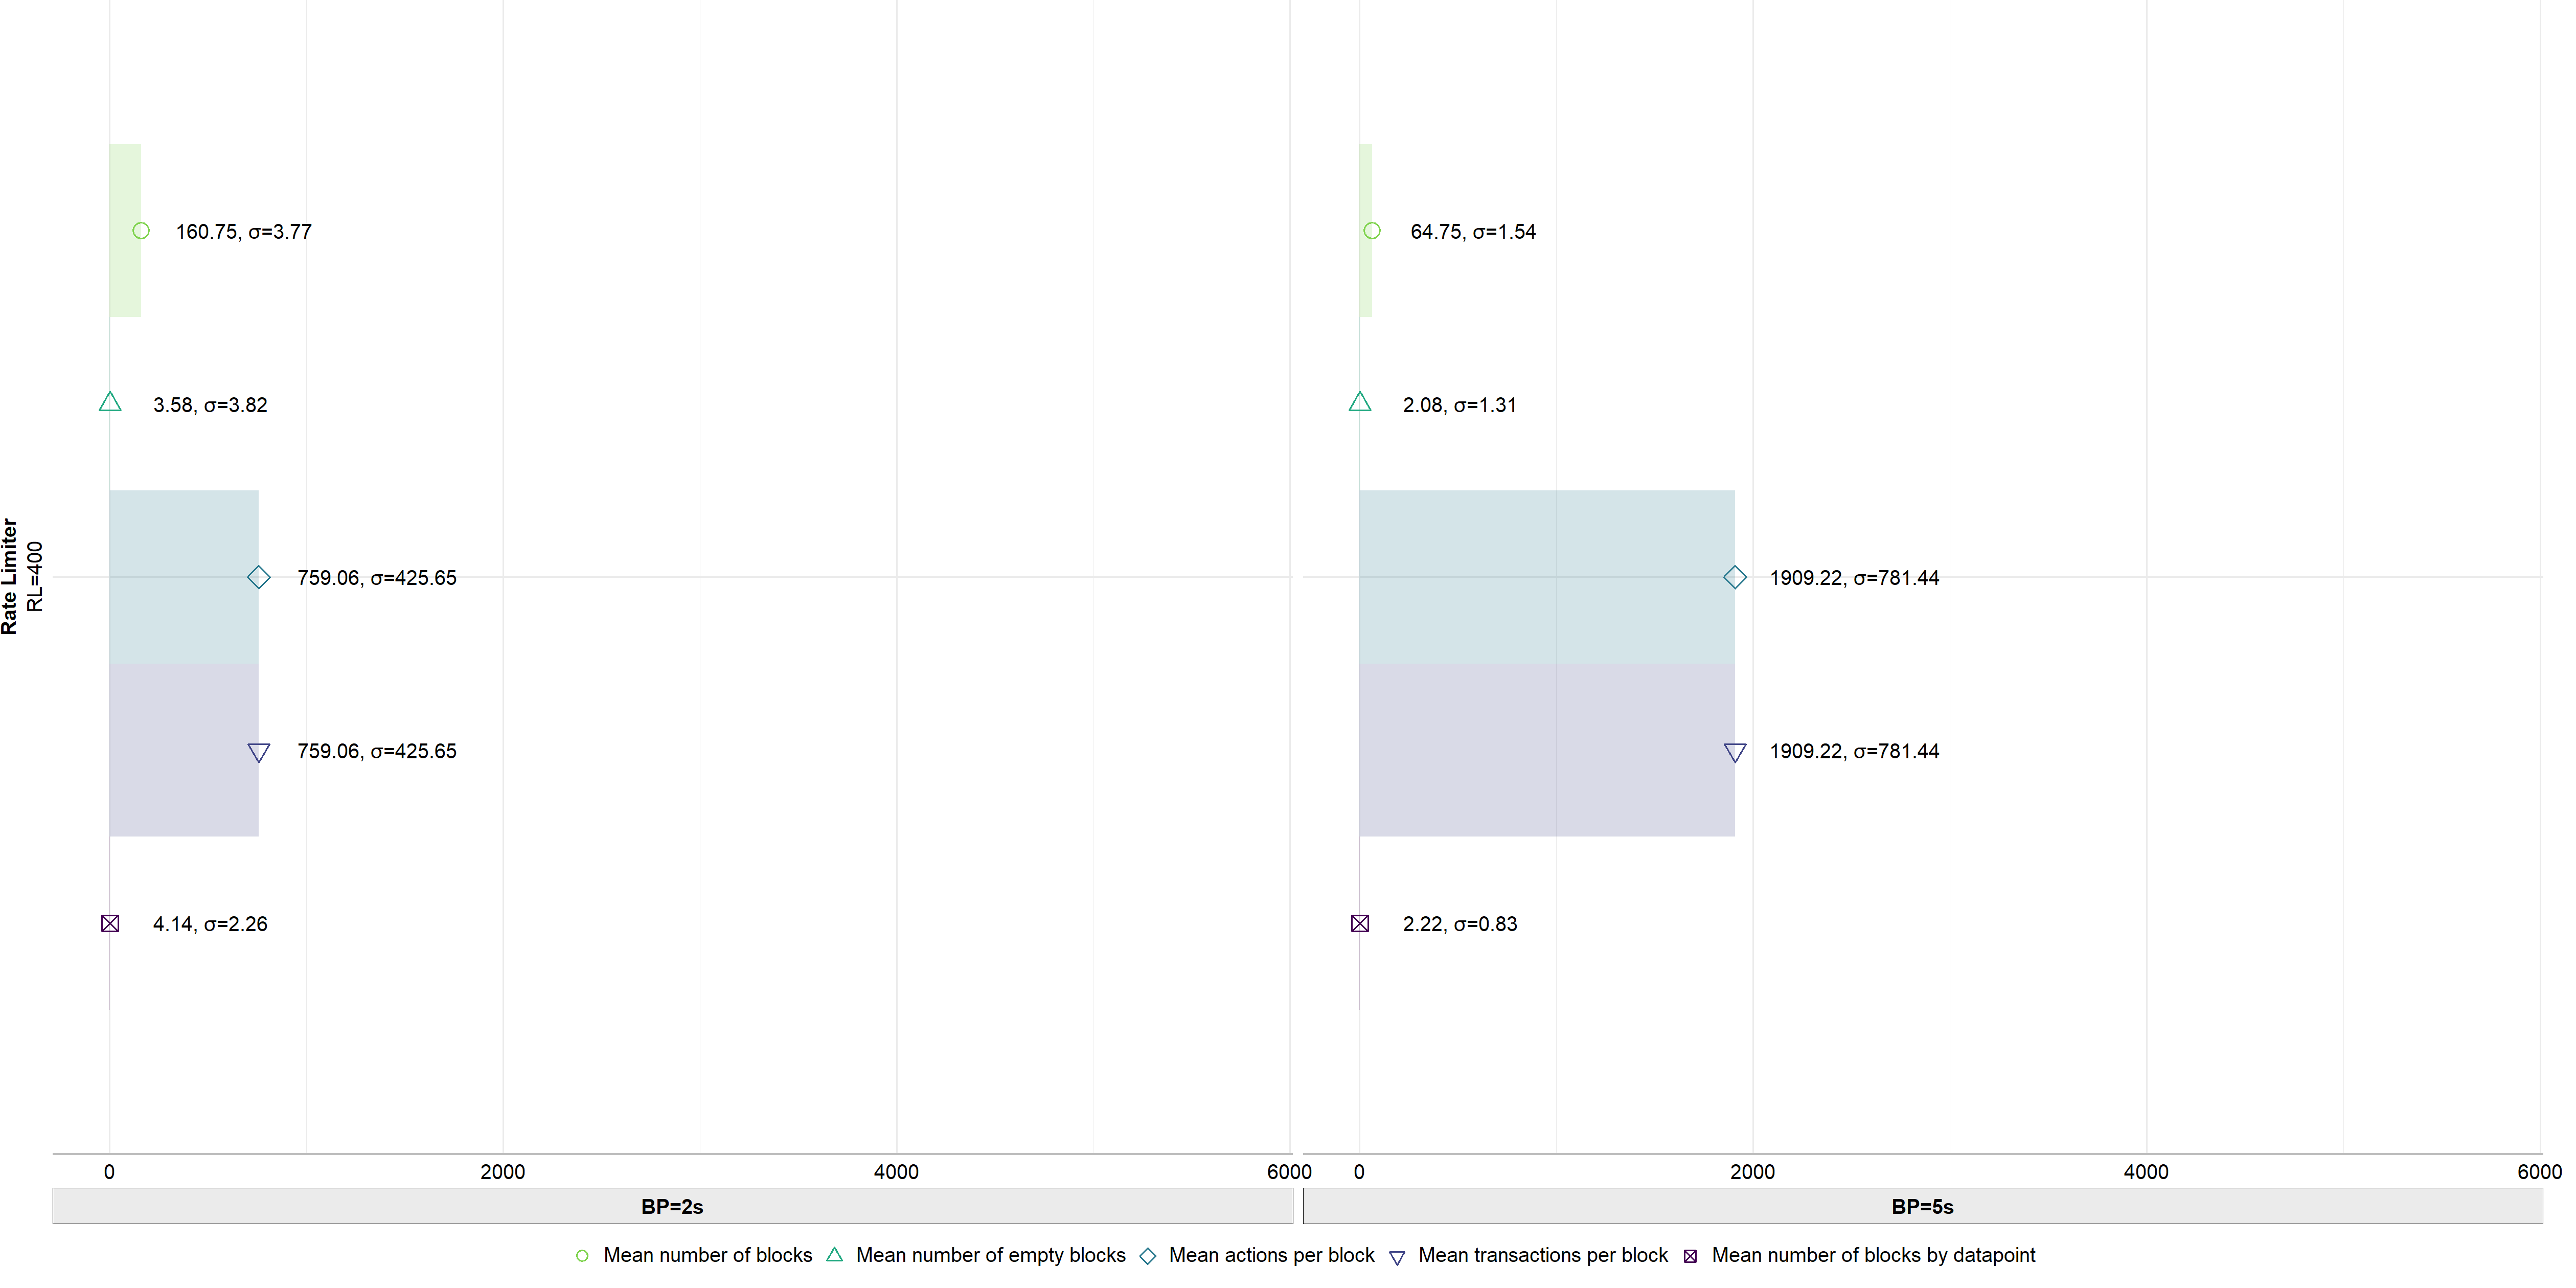 Rate Limiter
RL=400
160.75, σ=3.77
3.58, σ=3.82
759.06, σ=425.65
759.06, σ=425.65
4.14, σ=2.26
0 2000 4000 6000
BP=2s
64.75, σ=1.54
2.08, σ=1.31
1909.22, σ=781.44
1909.22, σ=781.44
2.22, σ=0.83
0 2000 4000 6000
BP=5s
Mean number of blocks Mean number of empty blocks Mean actions per block Mean transactions per block Mean number of blocks by datapoint